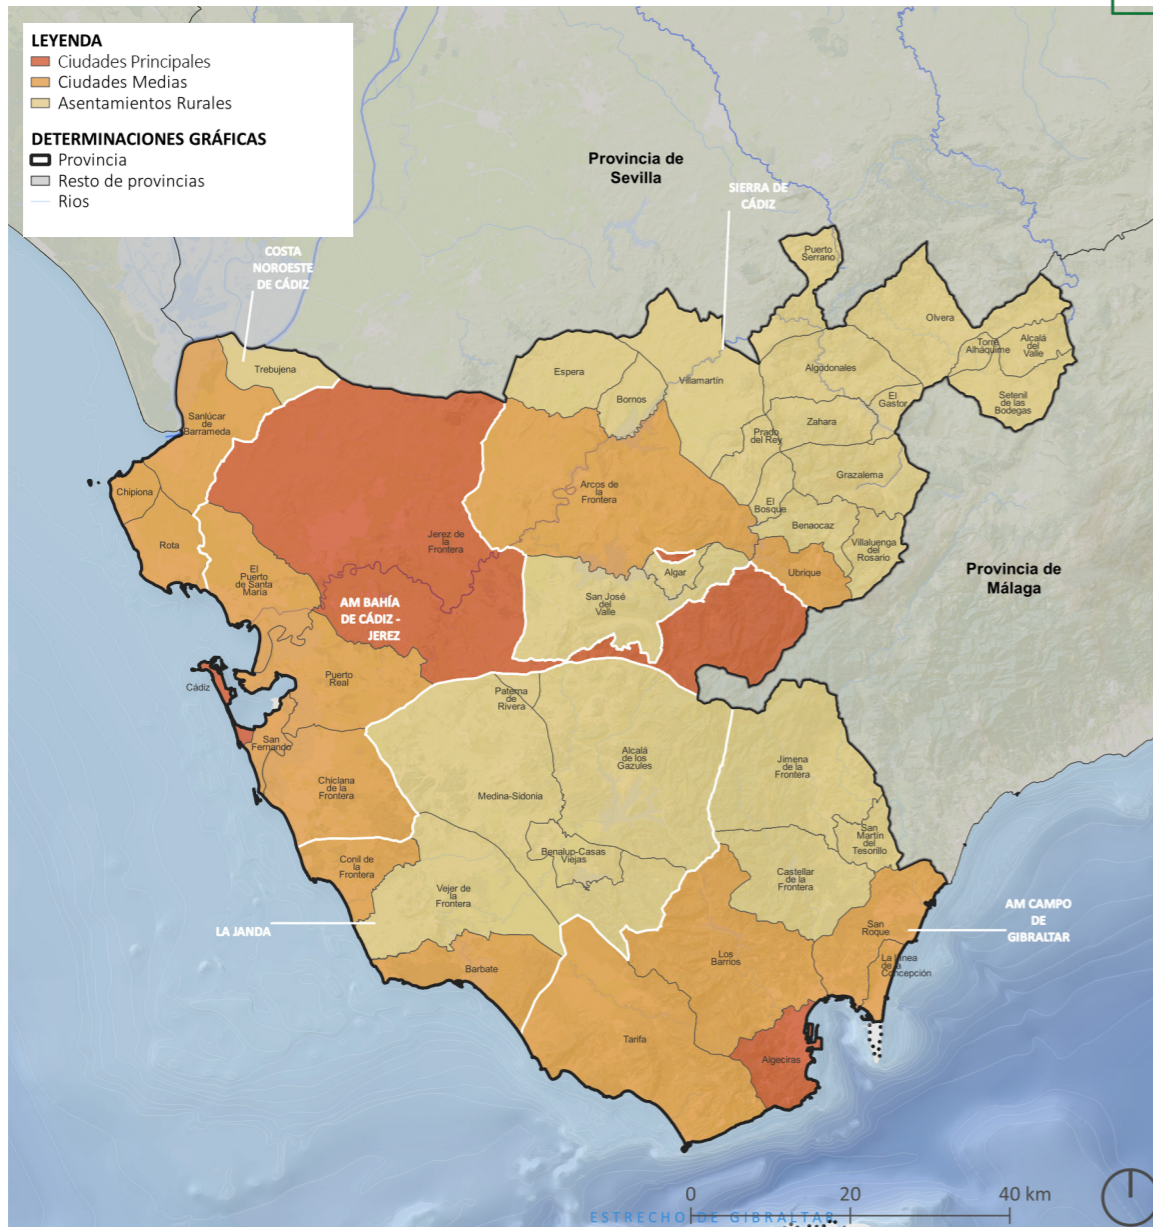 LEYENDA
Ciudades Principales
Ciudades Medias
Asentamientos Rurales
DETERMINACIONES GRÁFICAS
Provincia
Resto de provincias
Rios
Provincia de
Sevilla
SIERRA DE
CÁDIZ
COSTA
NOROESTE
DE CÁDIZ
Puerto
Serrano
Olvera
Torre
Alháquime
Alcalá
del
Valle
Trebujena
Espera
Villamartín
Algodonales
Bornos
El
Gastor
Setenil
de las
Bodegas
Sanlúcar
de
Barrameda
Zahara
Prado
del Rey
Grazalema
Chipiona
Arcos de
la
Frontera
El
Bosque
Benaocaz
Rota
Jerez de
la
Frontera
Villaluenga
del
Rosario
El
Puerto
de Santa
María
Algar
Ubrique
Provincia de
Málaga
San José
del
Valle
AM BAHÍA
DE CÁDIZ -
JEREZ
Cádiz
Puerto
Real
Paterna
de
Rivera
San
Fernando
Alcalá
de los
Gazules
Jimena
de la
Frontera
Chiclana
de la
Frontera
Medina-Sidonia
San
Martín
del
Tesorillo
Benalup-Casas
Viejas
Conil de
la
Frontera
Castellar
de la
Frontera
Vejer de
la
Frontera
LA JANDA
San
Roque
AM CAMPO
DE
GIBRALTAR
Los
Barrios
La Línea
de la
Concepción
Barbate
Tarifa
Algeciras
0 20 40 km
ESTRECHO DE GIBRALTAR